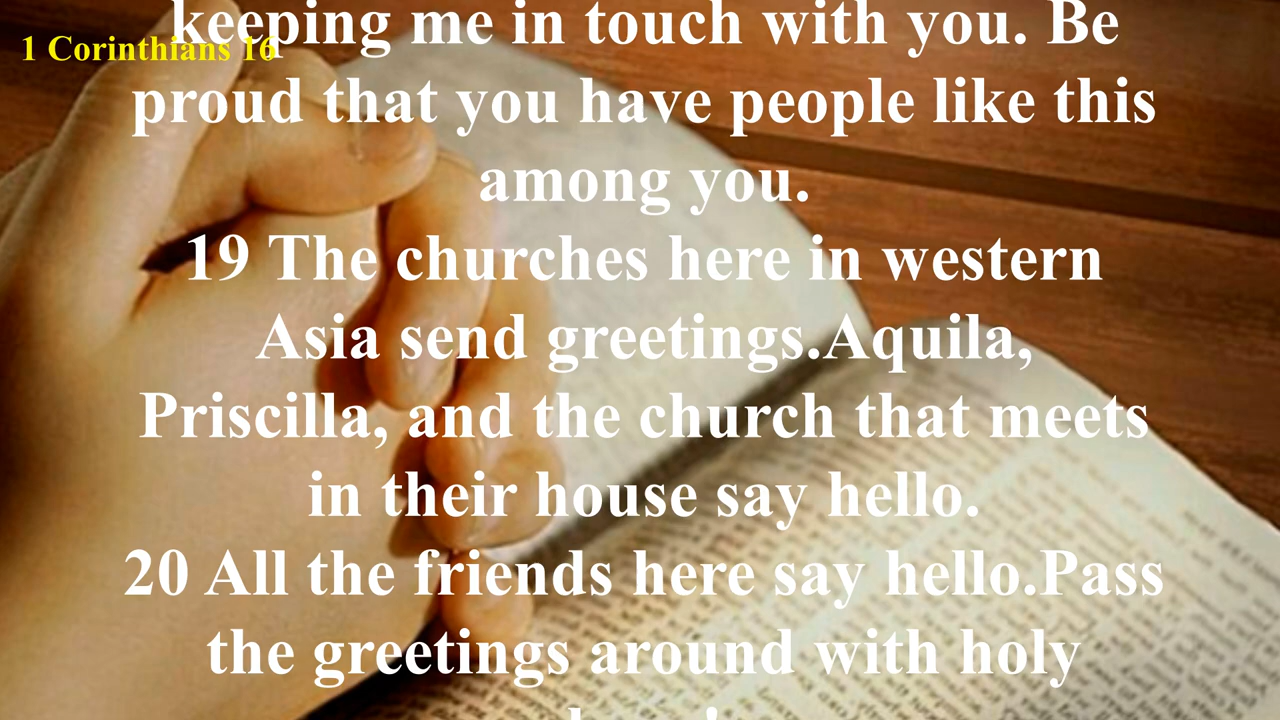 keeping me in touch with you. Be
1 Corinthians 16
proud that you have people like this
among you.
19 The churches here in western
Asia send greetings.Aquila,
Priscilla, and the church that meets
in their house say hello.
20 All the friends here say hello.Pass
the greetings around with holy